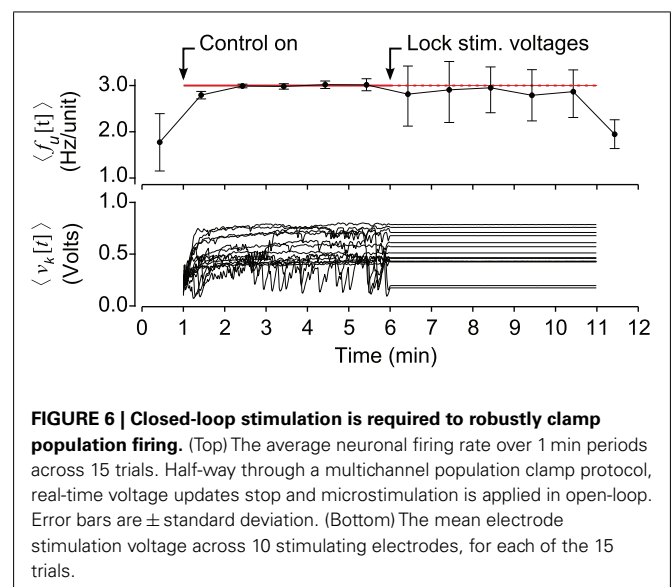 Control on
Lock stim. voltages
3.0
2.0
1.0
⟨f_u[t]⟩
(Hz/unit)
1.0
0.5
0.0
⟨v_k[t]⟩
(Volts)
0 1 2 3 4 5 6 7 8 9 10 11 12
Time (min)
FIGURE 6 | Closed-loop stimulation is required to robustly clamp
population firing. (Top) The average neuronal firing rate over 1 min periods
across 15 trials. Half-way through a multichannel population clamp protocol,
real-time voltage updates stop and microstimulation is applied in open-loop.
Error bars are ± standard deviation. (Bottom) The mean electrode
stimulation voltage across 10 stimulating electrodes, for each of the 15
trials.